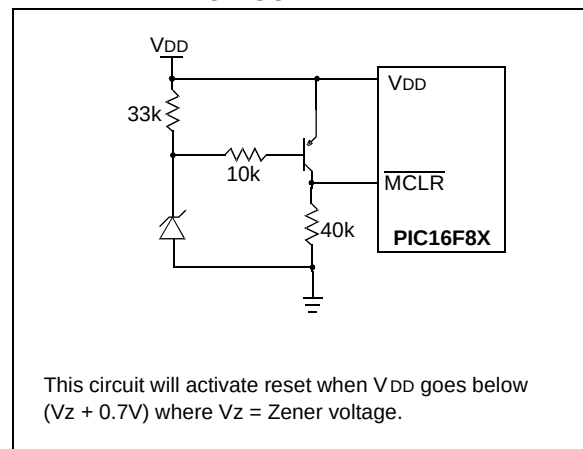 VDD
VDD
33k
10k
MCLR
40k
PIC16F8X
This circuit will activate reset when VDD goes below
(Vz + 0.7V) where Vz = Zener voltage.